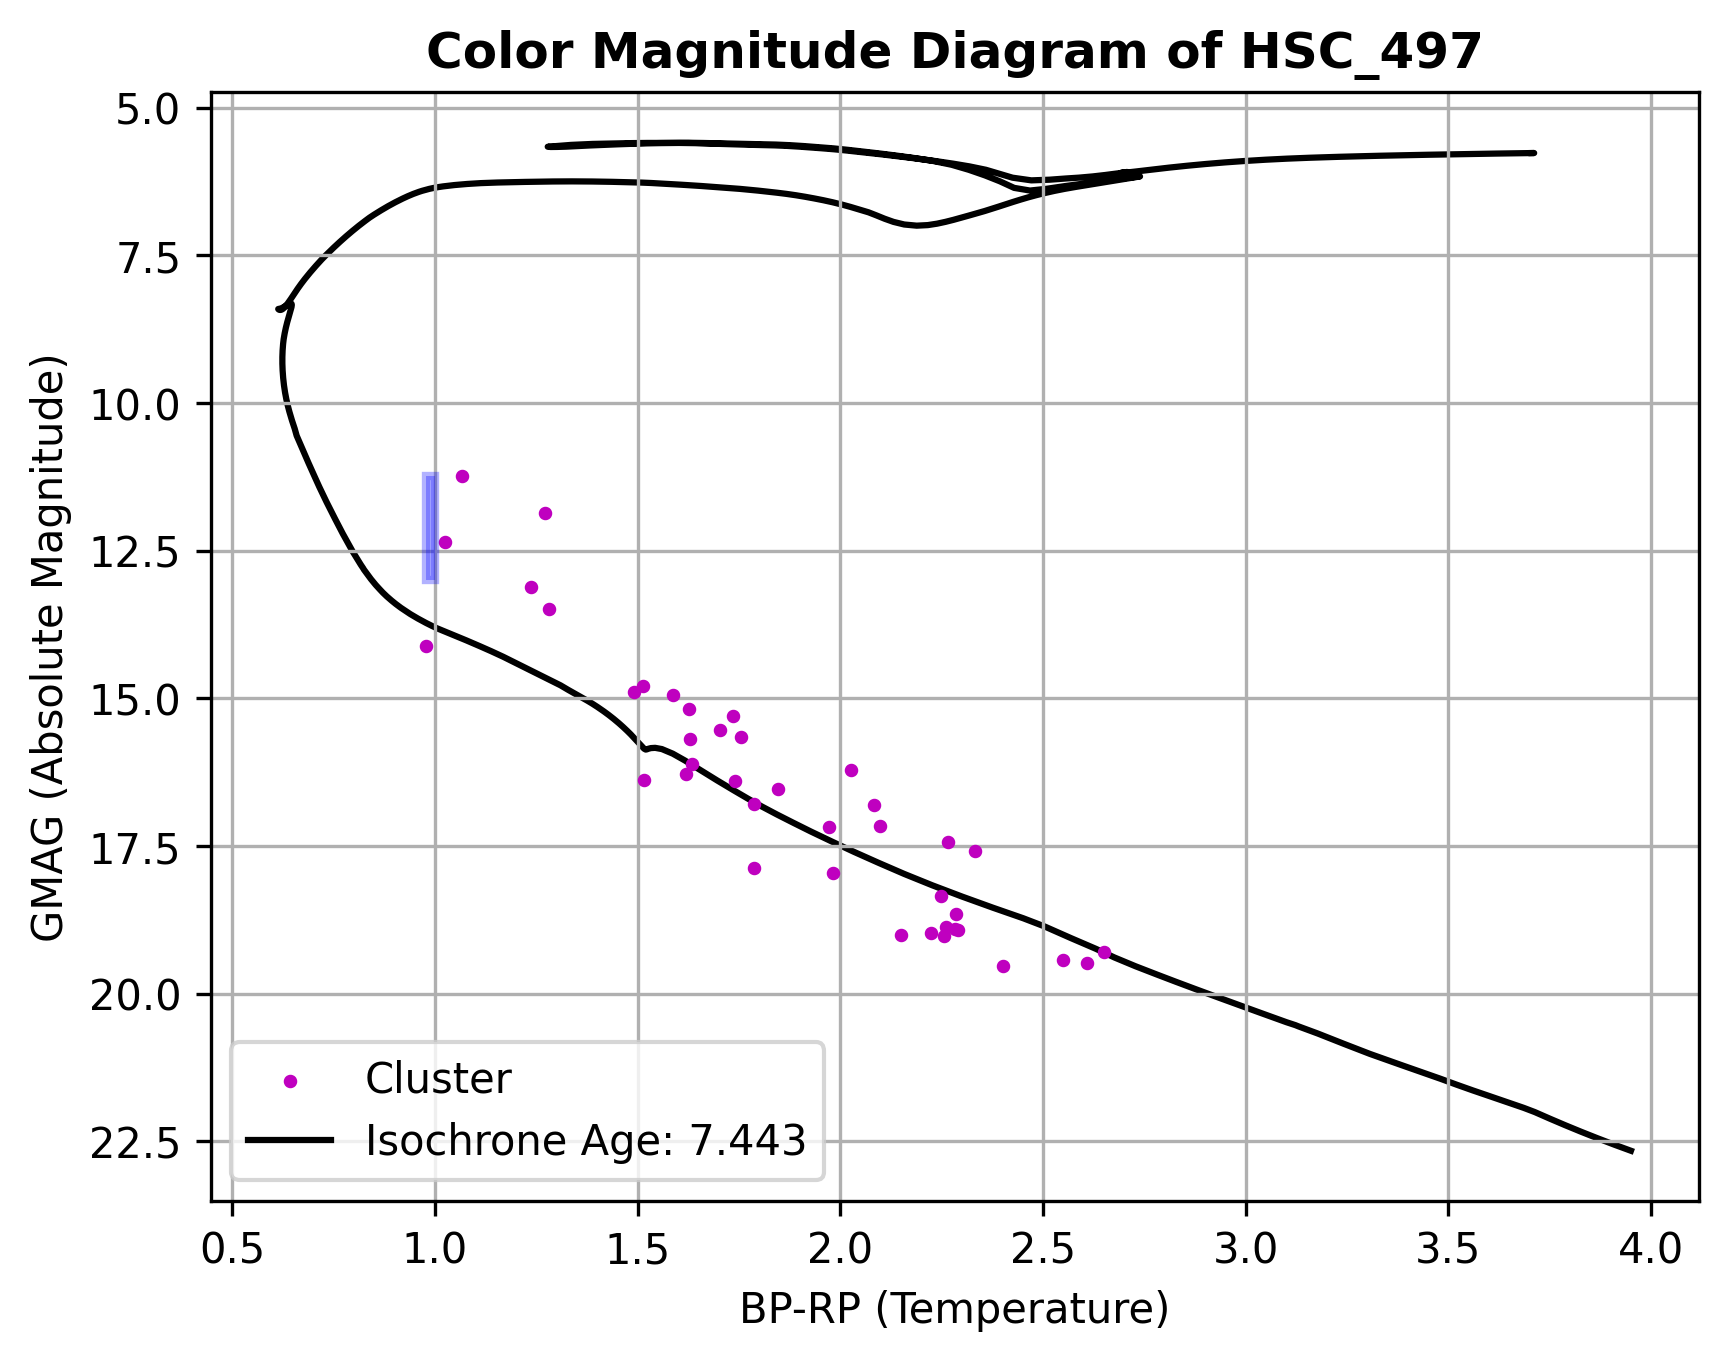 Color Magnitude Diagram of HSC_497
GMAG (Absolute Magnitude)
5.0
7.5
10.0
12.5
15.0
17.5
20.0
22.5
Cluster
Isochrone Age: 7.443
0.5 1.0 1.5 2.0 2.5 3.0 3.5 4.0
BP-RP (Temperature)